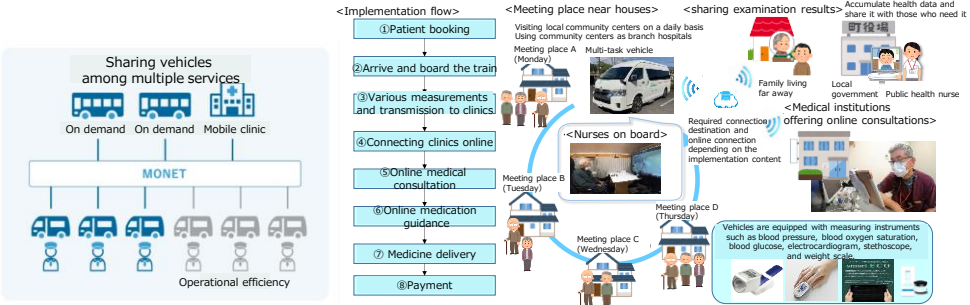 Sharing vehicles
among multiple services
On demand
On demand
Mobile clinic
MONET
Operational efficiency
<Implementation flow>
①Patient booking
②Arrive and board the train
③Various measurements
and transmission to clinics
④Connecting clinics online
⑤Online medical
consultation
⑥Online medication
guidance
⑦ Medicine delivery
⑧Payment
<Meeting place near houses>
Visiting local community centers on a daily basis
Using community centers as branch hospitals
Meeting place A
(Monday)
Multi-task vehicle
<Nurses on board>
Meeting place B
(Tuesday)
Meeting place C
(Wednesday)
Meeting place D
(Thursday)
<sharing examination results>
Accumulate health data and
share it with those who need it
町役場
Family living
far away
Local
government
Public health nurse
Required connection
destination and
online connection
depending on the
implementation content
<Medical institutions
offering online consultations>
Vehicles are equipped with measuring instruments
such as blood pressure, blood oxygen saturation,
blood glucose, electrocardiogram, stethoscope,
and weight scale.